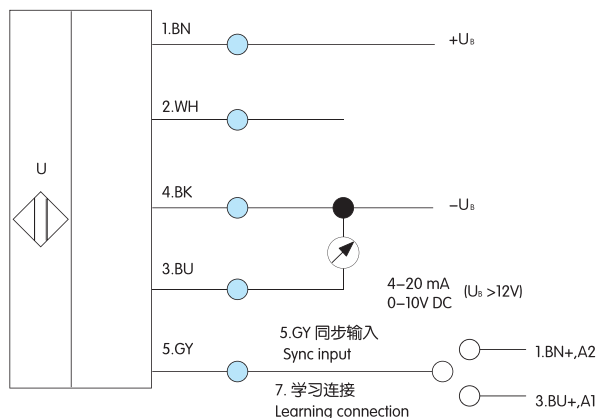 1.BN
+UB
2.WH
U
4.BK
–UB
3.BU
4–20 mA (UB >12V)
0–10V DC
5.GY 同步输入
5.GY
Sync input
1.BN+,A2
7. 学习连接
3.BU+,A1
Learning connection